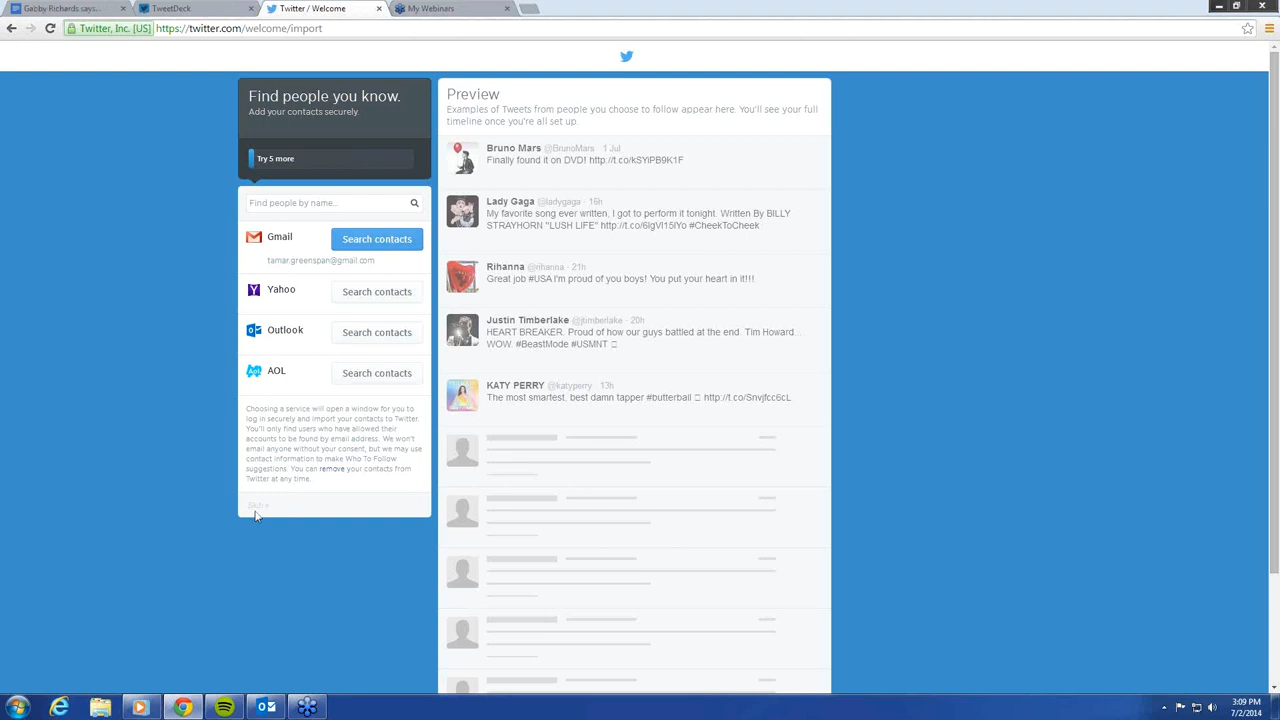 Gabby Richards says...
TweetDeck
Twitter / Welcome
My Webinars
Twitter, Inc. [US]
https://twitter.com/welcome/import
Find people you know.
Add your contacts securely.
Try 5 more
Find people by name...
Gmail
Search contacts
tamar.greenspan@gmail.com
Yahoo
Search contacts
Outlook
Search contacts
AOL
Search contacts
Choosing a service will open a window for you to
log in securely and import your contacts to Twitter.
You'll only find users who have allowed their
accounts to be found by email address. We won't
email anyone without your consent, but we may use
contact information to make Who To Follow
suggestions. You can remove your contacts from
Twitter at any time.
Skip »
Preview
Examples of Tweets from people you choose to follow appear here. You'll see your full
timeline once you're all set up.
Bruno Mars @BrunoMars · 1 Jul
Finally found it on DVD! http://t.co/kSYiPB9K1F
Lady Gaga @ladygaga · 16h
My favorite song ever written, I got to perform it tonight. Written By BILLY
STRAYHORN "LUSH LIFE" http://t.co/6lgVl15IYo #CheekToCheek
Rihanna @rihanna · 21h
Great job #USA I'm proud of you boys! You put your heart in it!!!
Justin Timberlake @jtimberlake · 20h
HEART BREAKER. Proud of how our guys battled at the end. Tim Howard...
WOW. #BeastMode #USMNT
KATY PERRY @katyperry · 13h
The most smartest, best damn tapper #butterball http://t.co/Snvjfcc6cL
3:09 PM
7/2/2014